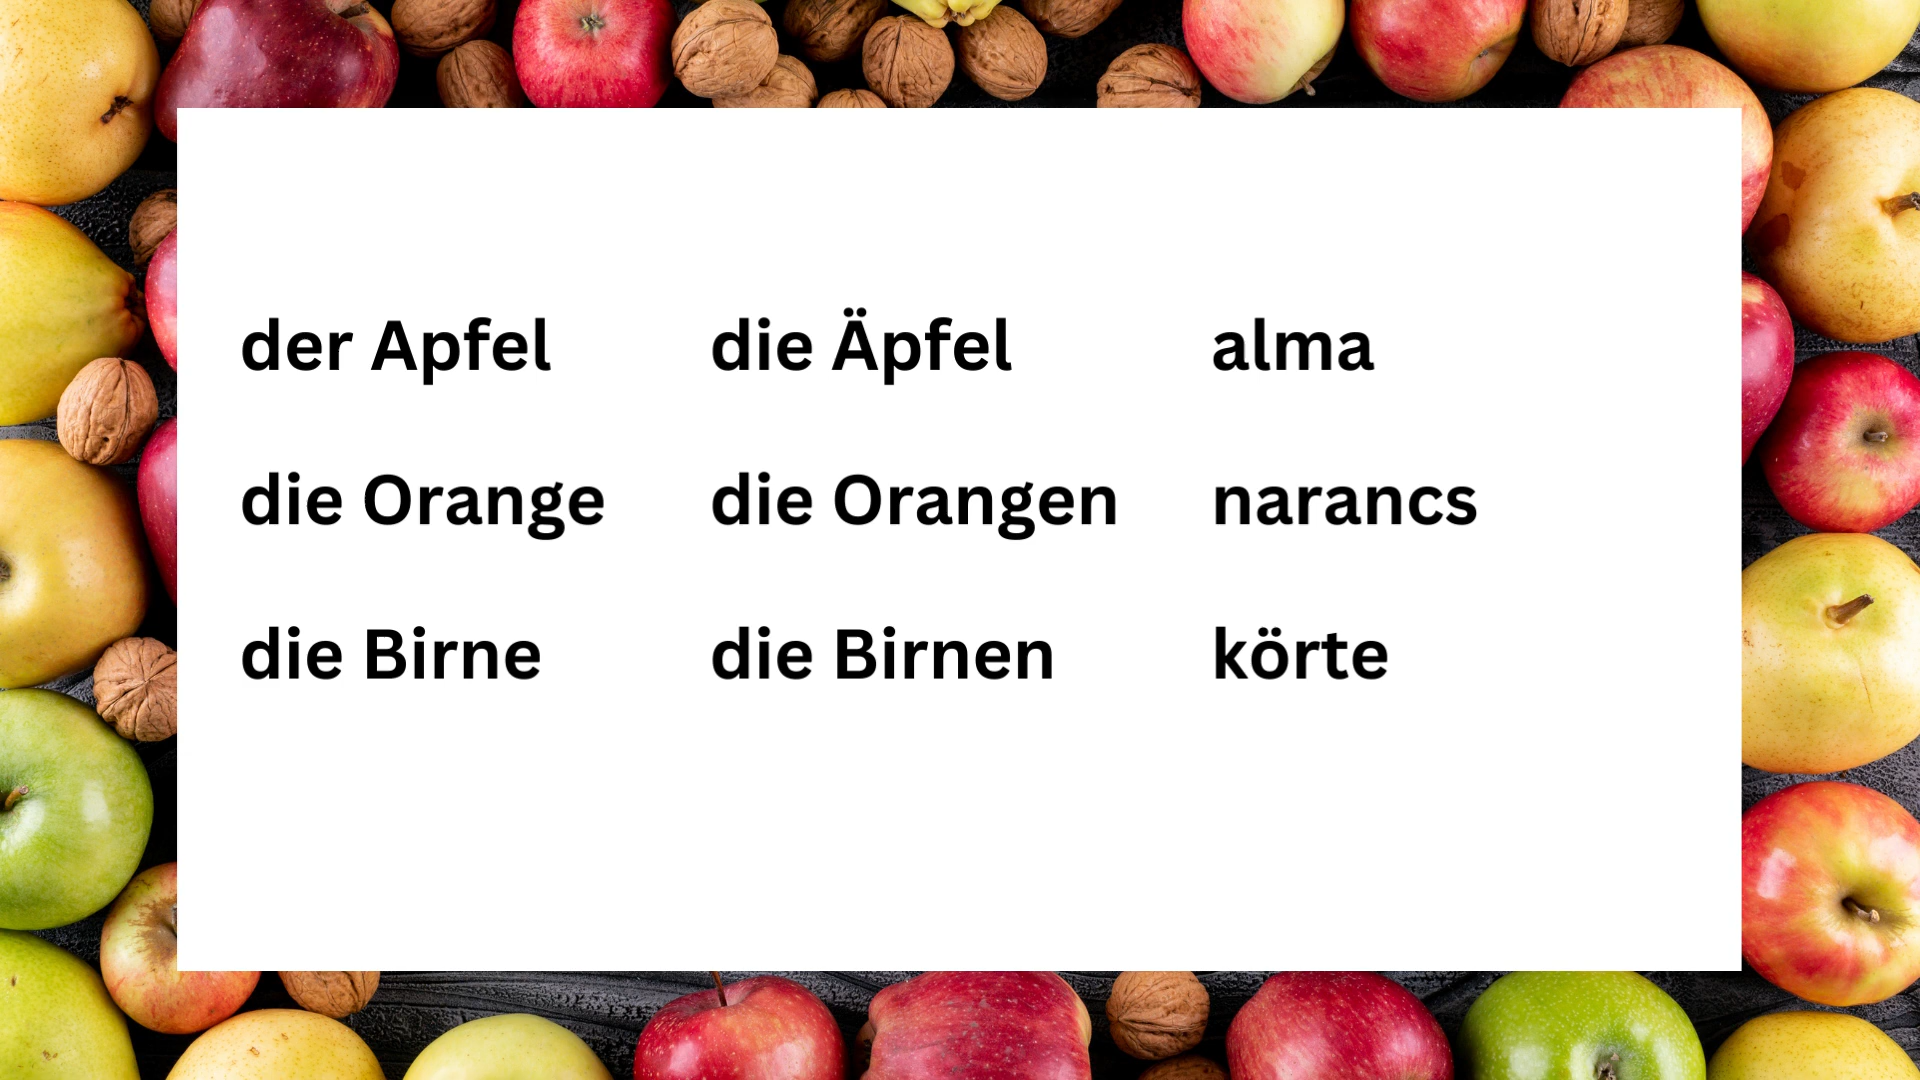 der Apfel die Äpfel alma
die Orange die Orangen narancs
die Birne die Birnen körte